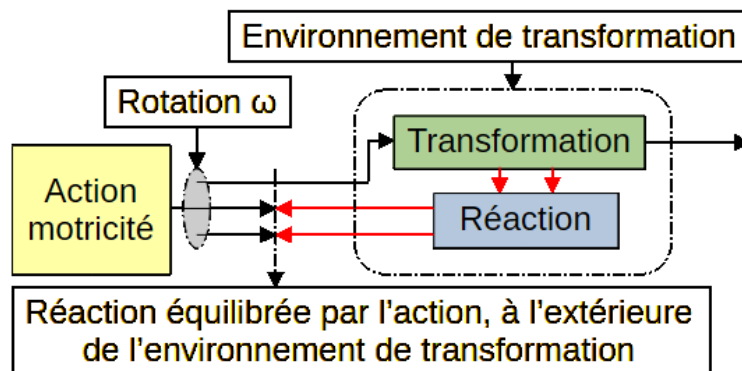 Environnement de transformation
Rotation ω
Transformation
Action
motricité
Réaction
Réaction équilibrée par l’action, à l’extérieure
de l’environnement de transformation